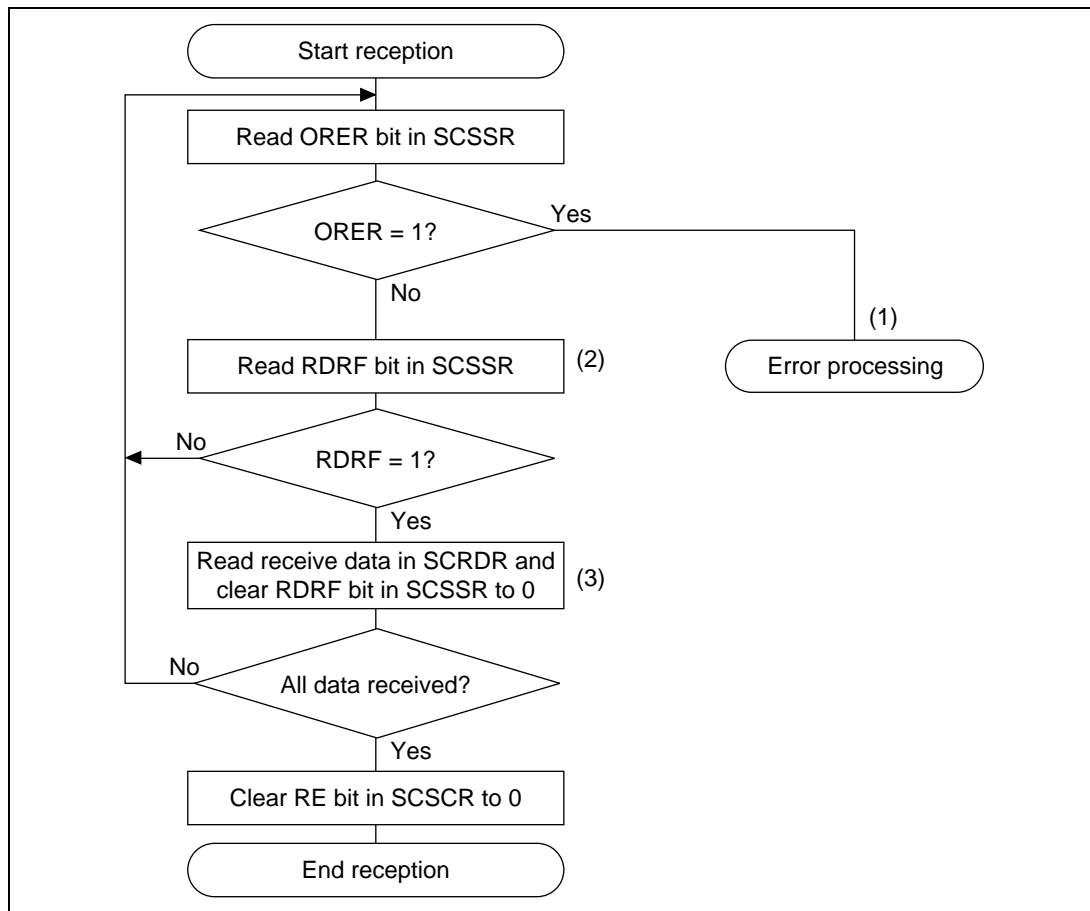 Start reception
Read ORER bit in SCSSR
ORER = 1?
Yes
No
(1)
Error processing
Read RDRF bit in SCSSR
(2)
No
RDRF = 1?
Yes
Read receive data in SCRDR and
clear RDRF bit in SCSSR to 0
(3)
No
All data received?
Yes
Clear RE bit in SCSCR to 0
End reception